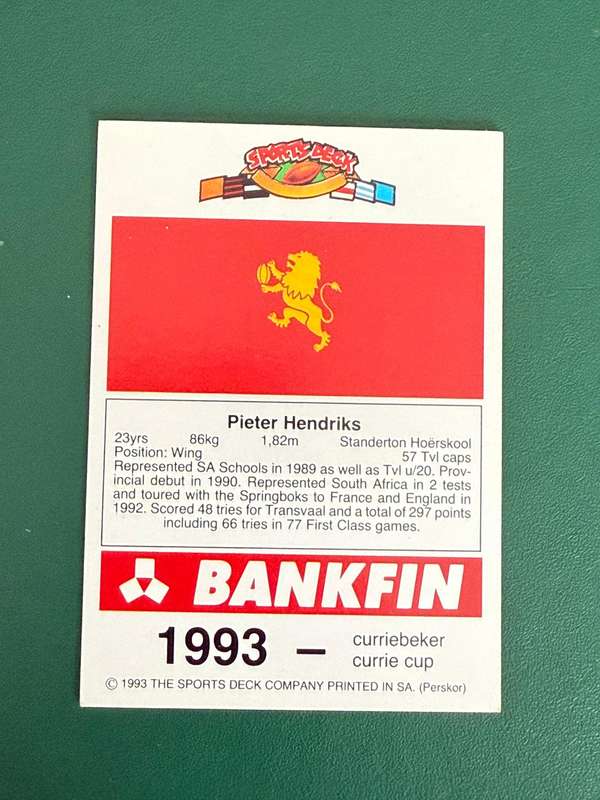 SPORTS DECK
Pieter Hendriks
23yrs 86kg 1,82m Standerton Hoërskool
Position: Wing 57 Tvl caps
Represented SA Schools in 1989 as well as Tvl u/20. Prov-
incial debut in 1990. Represented South Africa in 2 tests
and toured with the Springboks to France and England in
1992. Scored 48 tries for Transvaal and a total of 297 points
including 66 tries in 77 First Class games.
BANKFIN
1993 – curriebeker
currie cup
© 1993 THE SPORTS DECK COMPANY PRINTED IN SA. (Perskor)